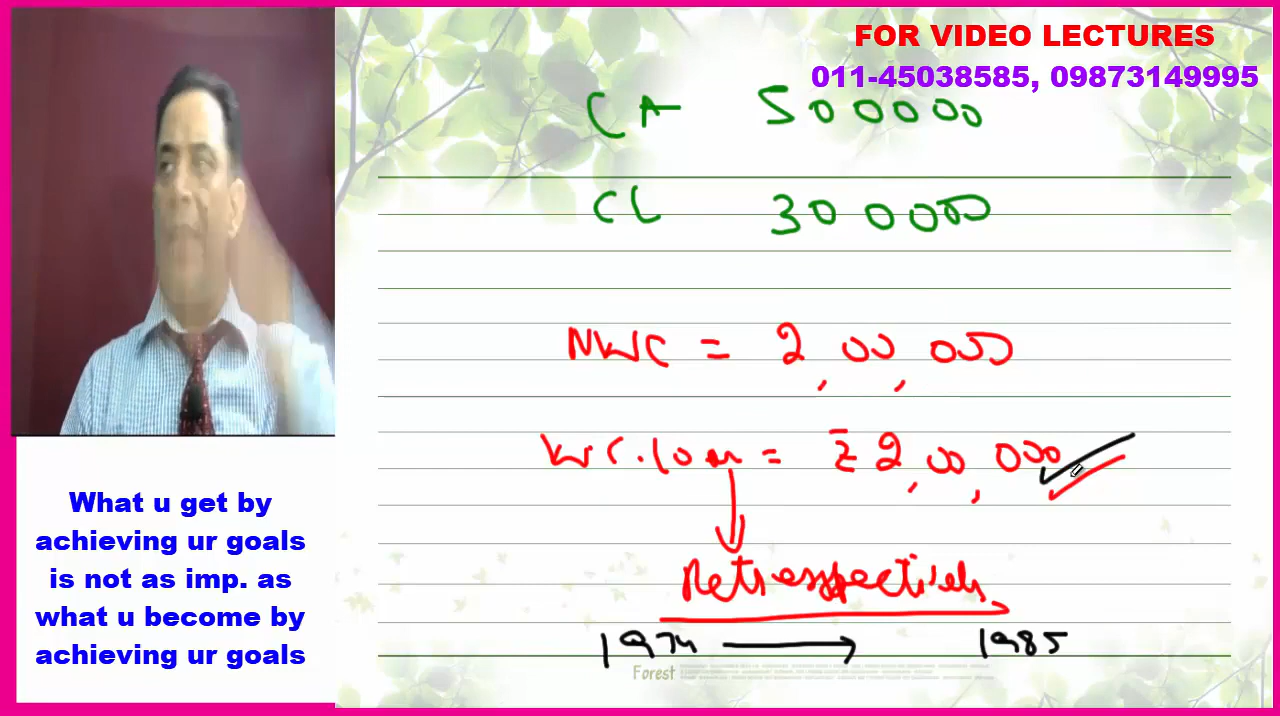 FOR VIDEO LECTURES
011-45038585, 09873149995
CA 500000
CL 300000
NWC = 2,00,000
WC.loan = ₹2,00,000
Retrospectively
1974 → 1985
Forest
What u get by
achieving ur goals
is not as imp. as
what u become by
achieving ur goals